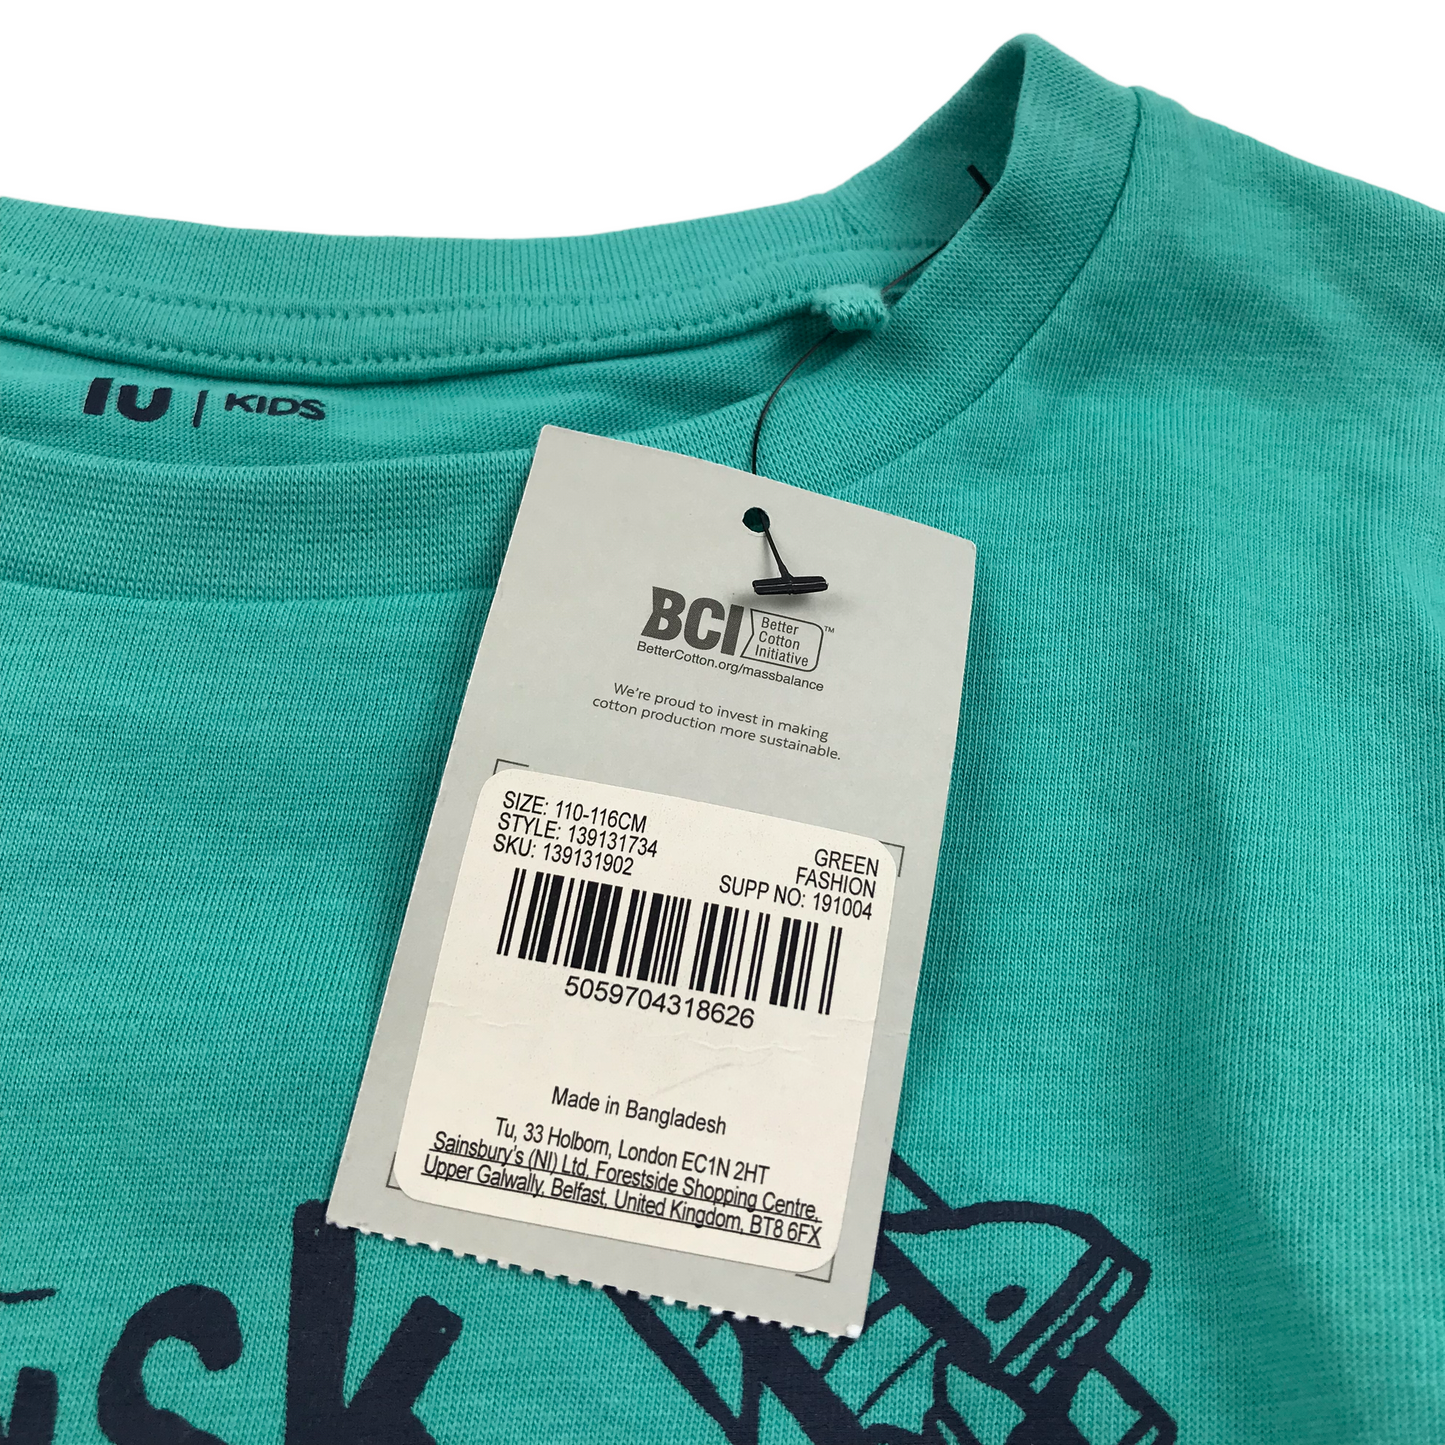 TU | KIDS
BCI Better
Cotton
Initiative™
BetterCotton.org/massbalance
We're proud to invest in making
cotton production more sustainable.
SIZE: 110-116CM
STYLE: 139131734
SKU: 139131902
GREEN
FASHION
SUPP NO: 191004
5059704318626
Made in Bangladesh
Tu, 33 Holborn, London EC1N 2HT
Sainsbury's (NI) Ltd, Forestside Shopping Centre,
Upper Galwally, Belfast, United Kingdom, BT8 6FX